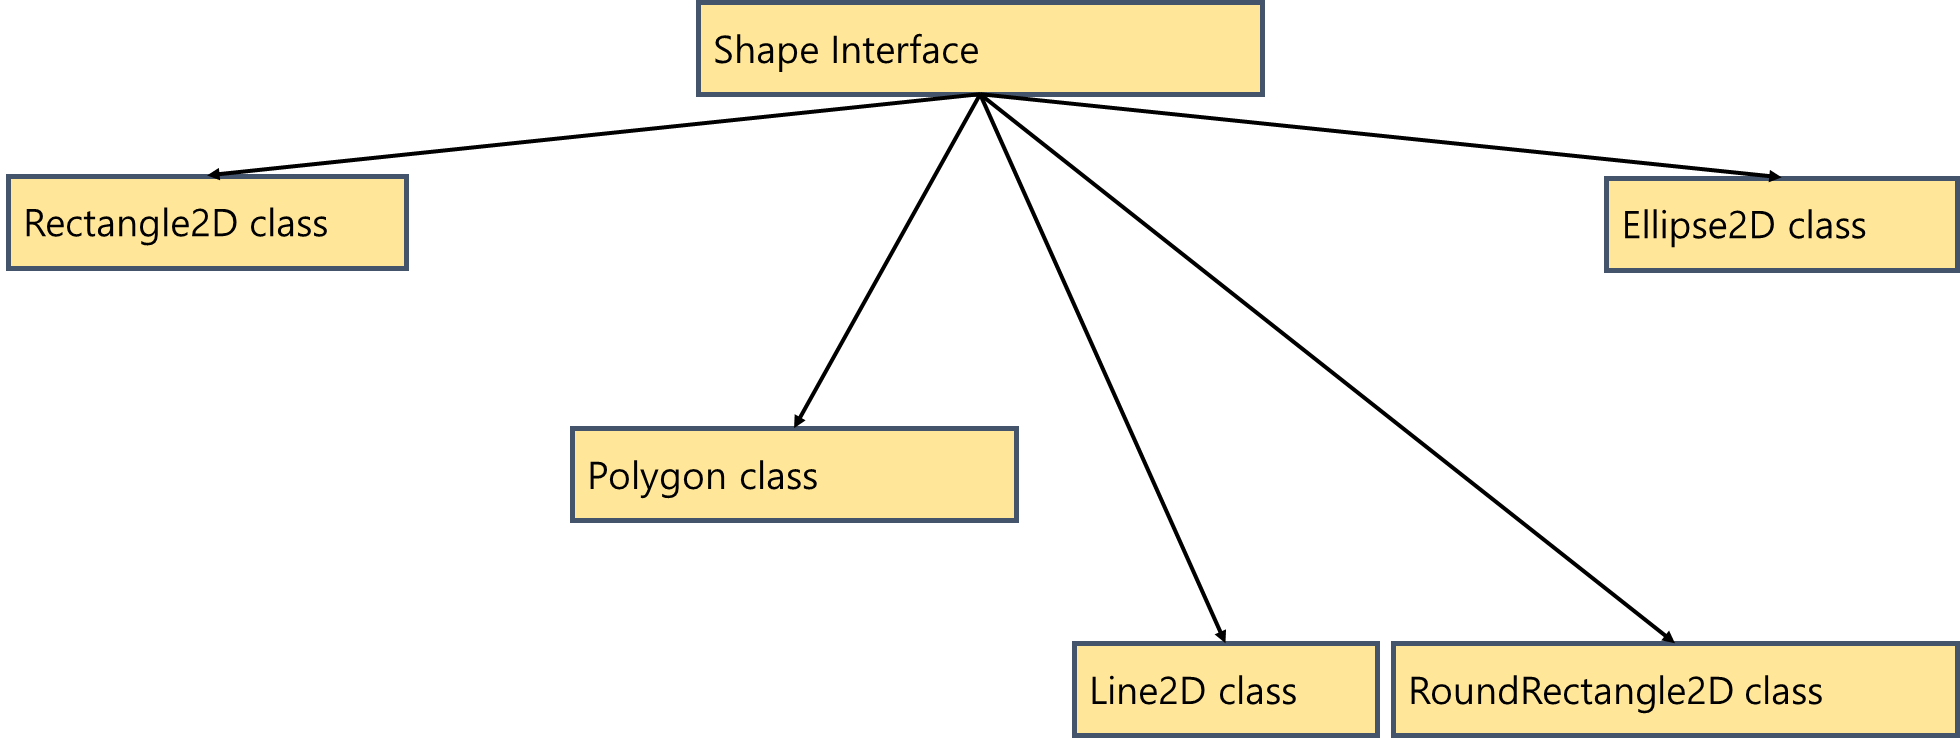 Shape Interface
Rectangle2D class
Ellipse2D class
Polygon class
Line2D class
RoundRectangle2D class